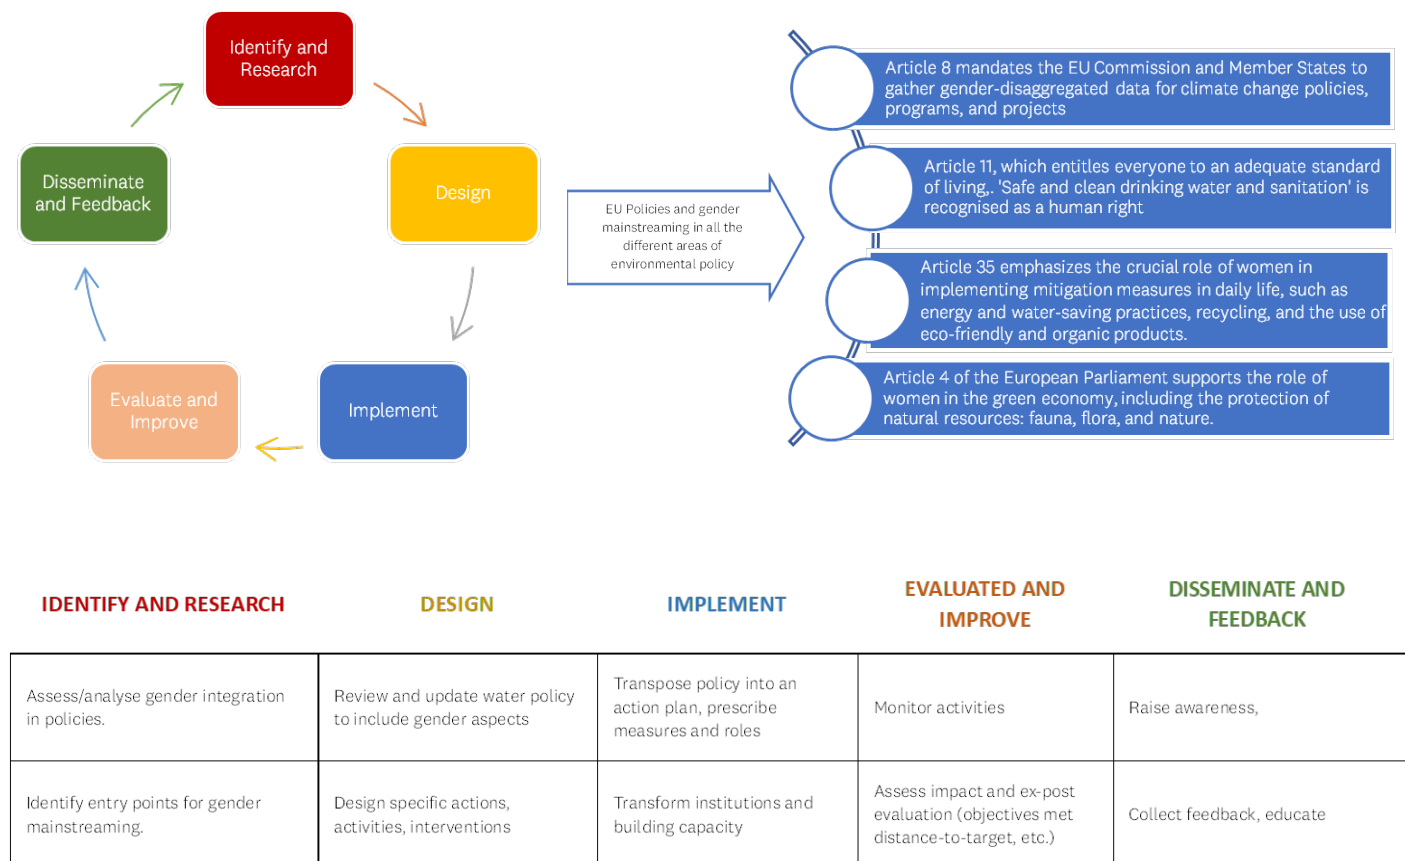 Identify and
Research
Design
Implement
Evaluate and
Improve
Disseminate
and Feedback
EU Policies and gender
mainstreaming in all the
different areas of
environmental policy
Article 8 mandates the EU Commission and Member States to
gather gender-disaggregated data for climate change policies,
programs, and projects
Article 11, which entitles everyone to an adequate standard
of living,. 'Safe and clean drinking water and sanitation' is
recognised as a human right
Article 35 emphasizes the crucial role of women in
implementing mitigation measures in daily life, such as
energy and water-saving practices, recycling, and the use of
eco-friendly and organic products.
Article 4 of the European Parliament supports the role of
women in the green economy, including the protection of
natural resources: fauna, flora, and nature.
IDENTIFY AND RESEARCH
DESIGN
IMPLEMENT
EVALUATED AND
IMPROVE
DISSEMINATE AND
FEEDBACK
Assess/analyse gender integration
in policies.
Review and update water policy
to include gender aspects
Transpose policy into an
action plan, prescribe
measures and roles
Monitor activities
Raise awareness,
Identify entry points for gender
mainstreaming.
Design specific actions,
activities, interventions
Transform institutions and
building capacity
Assess impact and ex-post
evaluation (objectives met
distance-to-target, etc.)
Collect feedback, educate